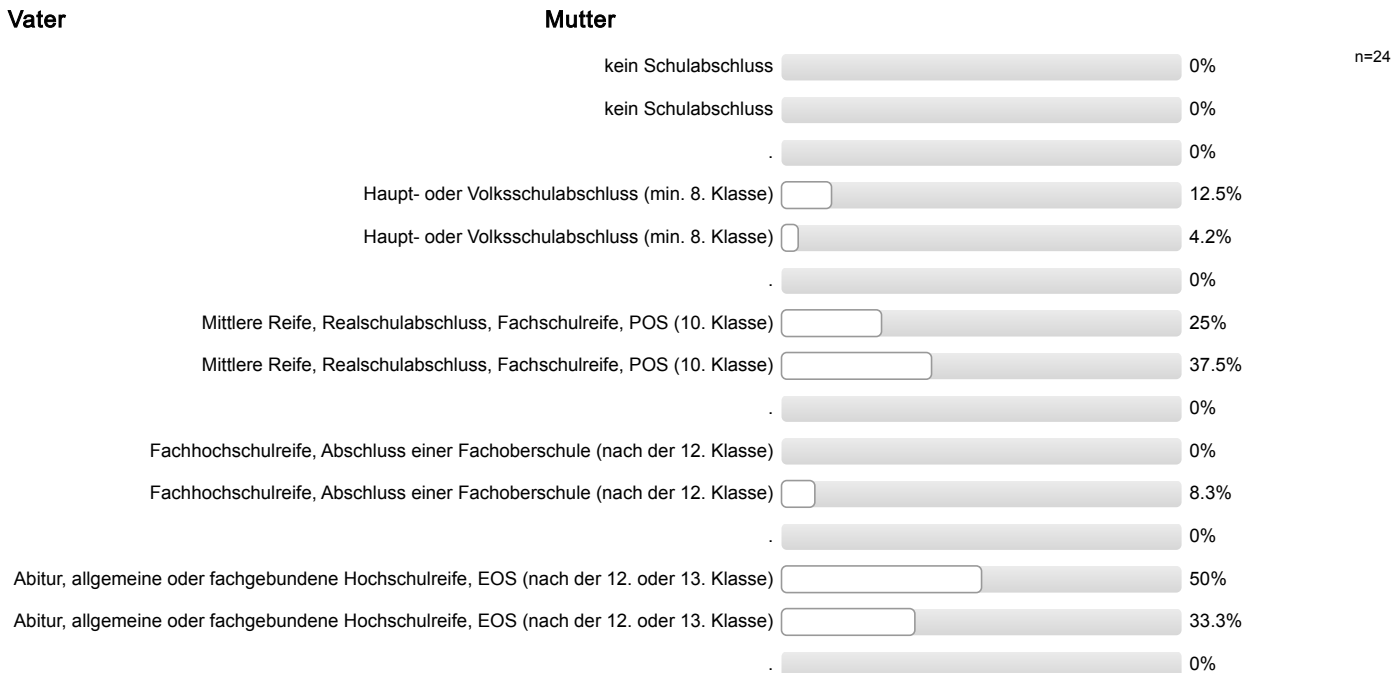 Vater Mutter
n=24
kein Schulabschluss 0%
kein Schulabschluss 0%
. 0%
Haupt- oder Volksschulabschluss (min. 8. Klasse) 12.5%
Haupt- oder Volksschulabschluss (min. 8. Klasse) 4.2%
. 0%
Mittlere Reife, Realschulabschluss, Fachschulreife, POS (10. Klasse) 25%
Mittlere Reife, Realschulabschluss, Fachschulreife, POS (10. Klasse) 37.5%
. 0%
Fachhochschulreife, Abschluss einer Fachoberschule (nach der 12. Klasse) 0%
Fachhochschulreife, Abschluss einer Fachoberschule (nach der 12. Klasse) 8.3%
. 0%
Abitur, allgemeine oder fachgebundene Hochschulreife, EOS (nach der 12. oder 13. Klasse) 50%
Abitur, allgemeine oder fachgebundene Hochschulreife, EOS (nach der 12. oder 13. Klasse) 33.3%
. 0%